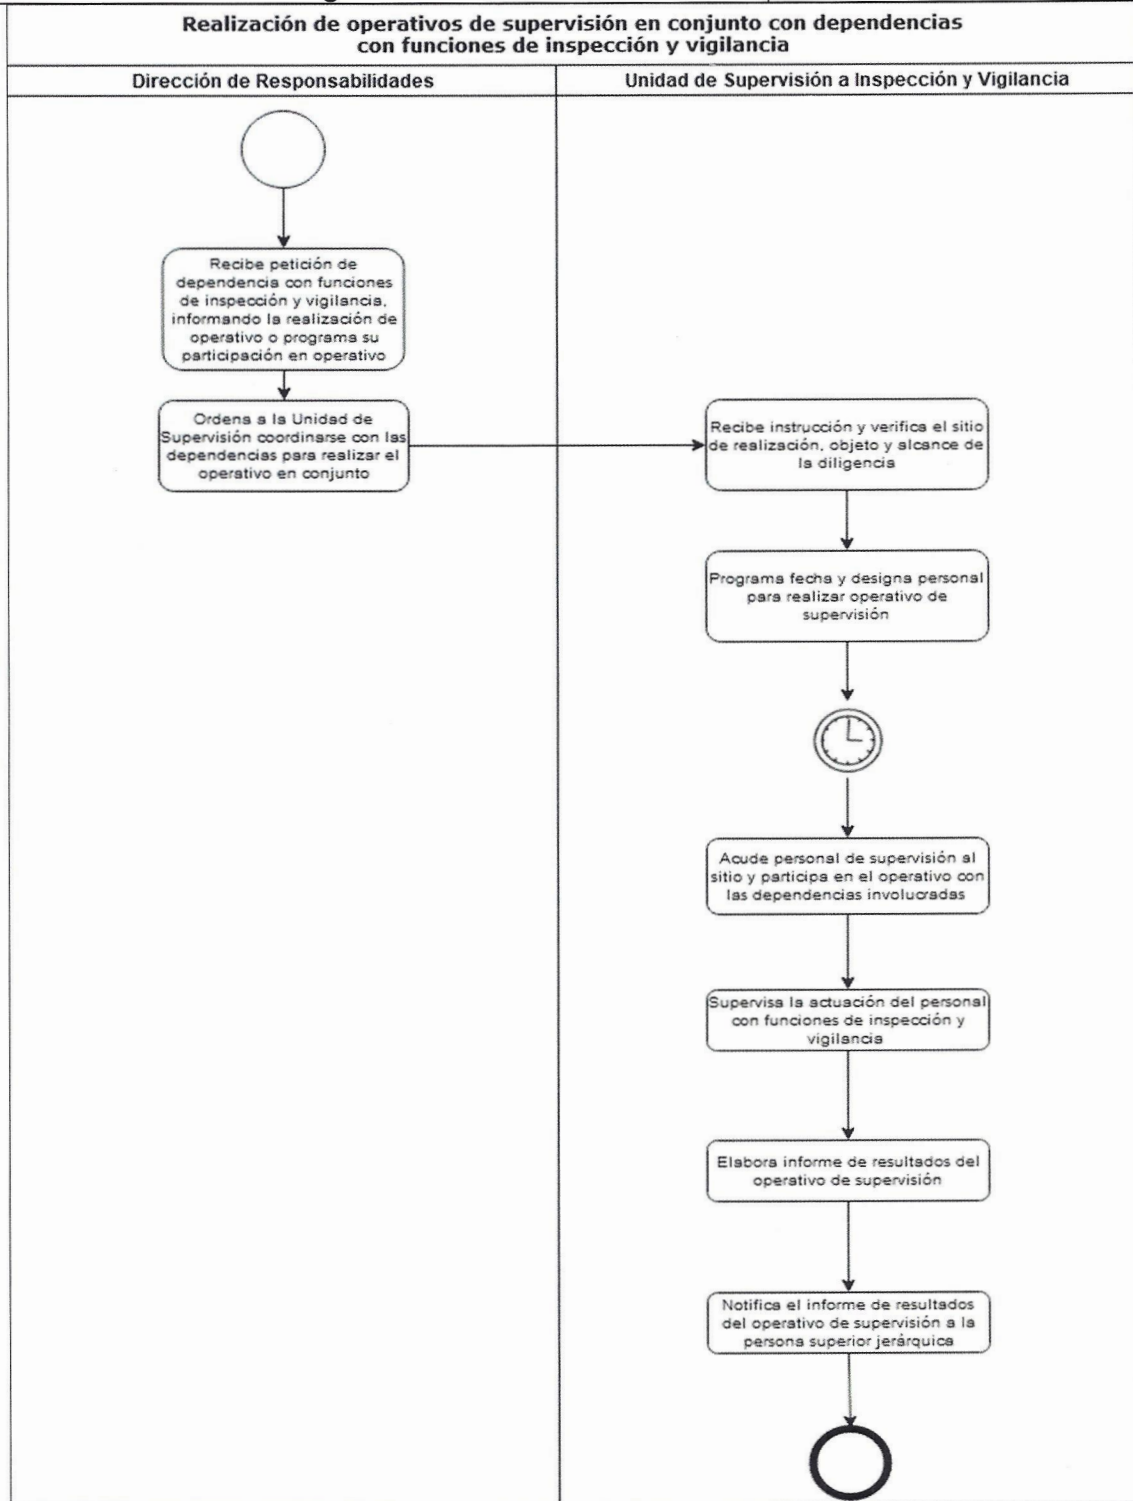 Realización de operativos de supervisión en conjunto con dependencias
con funciones de inspección y vigilancia
Dirección de Responsabilidades
Unidad de Supervisión a Inspección y Vigilancia
Recibe petición de
dependencia con funciones
de inspección y vigilancia,
informando la realización de
operativo o programa su
participación en operativo
Ordena a la Unidad de
Supervisión coordinarse con las
dependencias para realizar el
operativo en conjunto
Recibe instrucción y verifica el sitio
de realización, objeto y alcance de
la diligencia
Programa fecha y designa personal
para realizar operativo de
supervisión
Acude personal de supervisión al
sitio y participa en el operativo con
las dependencias involucradas
Supervisa la actuación del personal
con funciones de inspección y
vigilancia
Elabora informe de resultados del
operativo de supervisión
Notifica el informe de resultados
del operativo de supervisión a la
persona superior jerárquica